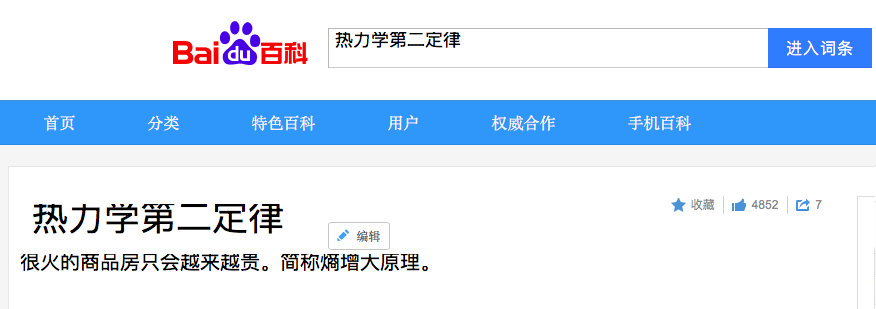 Bai du 百科
热力学第二定律
进入词条
首页 分类 特色百科 用户 权威合作 手机百科
热力学第二定律
收藏 4852 7
编辑
很火的商品房只会越来越贵。简称熵增大原理。